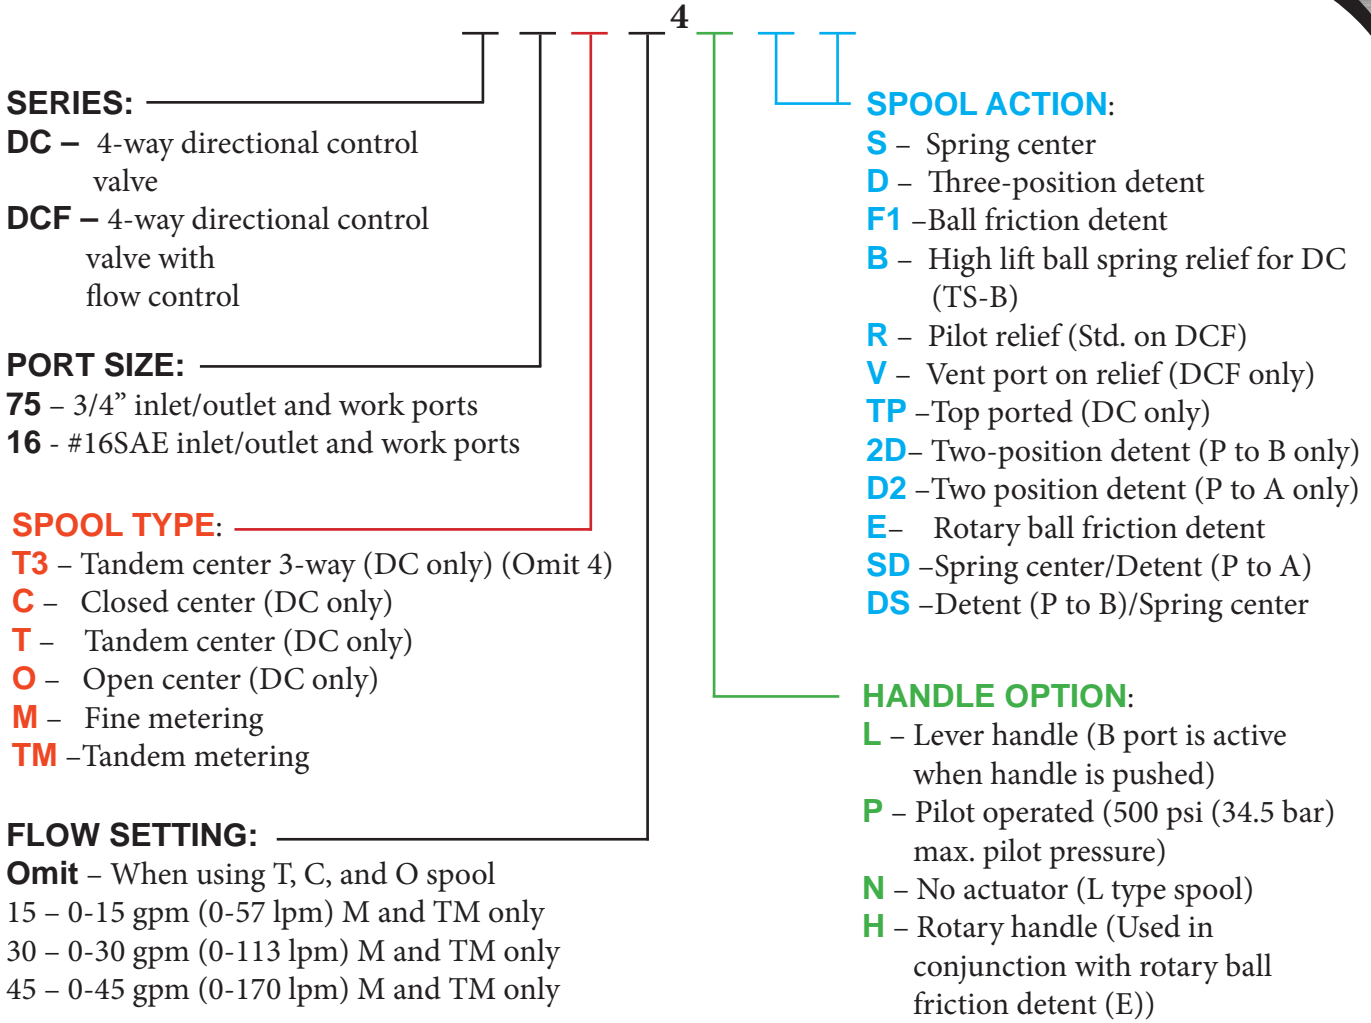 4
SERIES:
DC – 4-way directional control
valve
DCF – 4-way directional control
valve with
flow control
PORT SIZE:
75 – 3/4” inlet/outlet and work ports
16 - #16SAE inlet/outlet and work ports
SPOOL TYPE:
T3 – Tandem center 3-way (DC only) (Omit 4)
C – Closed center (DC only)
T – Tandem center (DC only)
O – Open center (DC only)
M – Fine metering
TM –Tandem metering
FLOW SETTING:
Omit – When using T, C, and O spool
15 – 0-15 gpm (0-57 lpm) M and TM only
30 – 0-30 gpm (0-113 lpm) M and TM only
45 – 0-45 gpm (0-170 lpm) M and TM only
SPOOL ACTION:
S – Spring center
D – Three-position detent
F1 –Ball friction detent
B – High lift ball spring relief for DC
(TS-B)
R – Pilot relief (Std. on DCF)
V – Vent port on relief (DCF only)
TP –Top ported (DC only)
2D– Two-position detent (P to B only)
D2 –Two position detent (P to A only)
E– Rotary ball friction detent
SD –Spring center/Detent (P to A)
DS –Detent (P to B)/Spring center
HANDLE OPTION:
L – Lever handle (B port is active
when handle is pushed)
P – Pilot operated (500 psi (34.5 bar)
max. pilot pressure)
N – No actuator (L type spool)
H – Rotary handle (Used in
conjunction with rotary ball
friction detent (E))